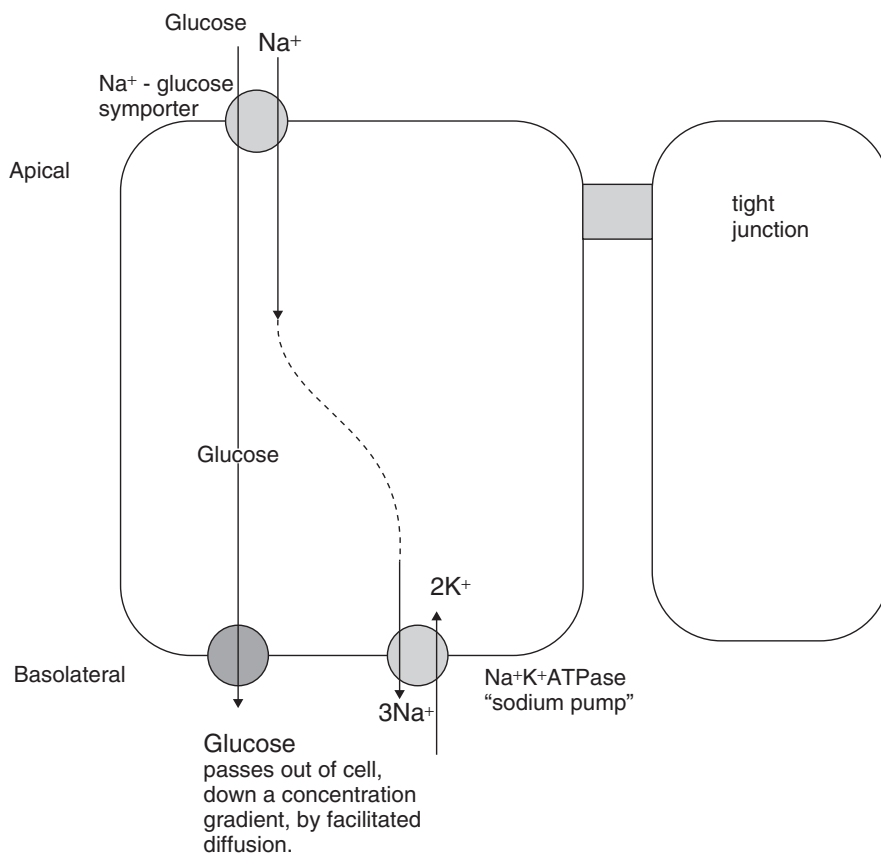 Glucose
Na⁺
Na⁺ - glucose
symporter
Apical
tight
junction
Glucose
2K⁺
Basolateral
Na⁺K⁺ATPase
“sodium pump”
3Na⁺
Glucose
passes out of cell,
down a concentration
gradient, by facilitated
diffusion.